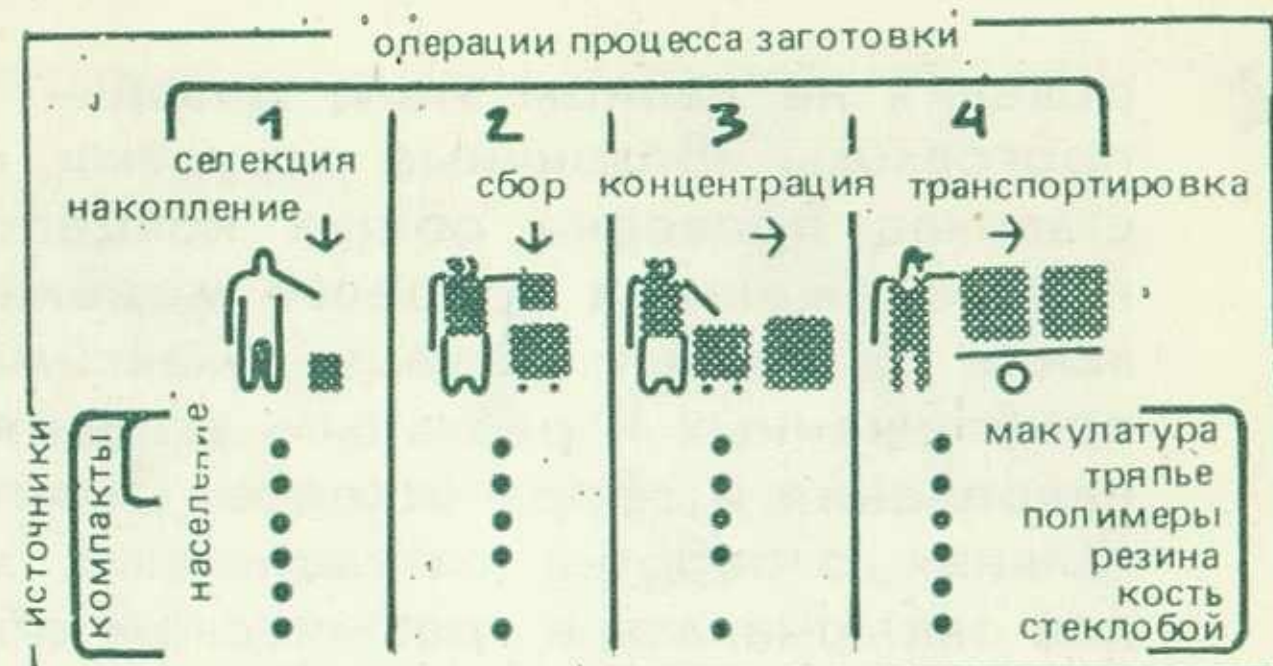 операции процесса заготовки
1 2 3 4
селекция
накопление
сбор
концентрация
транспортировка
источники
компакты
население
макулатура
тряпье
полимеры
резина
кость
стеклобой